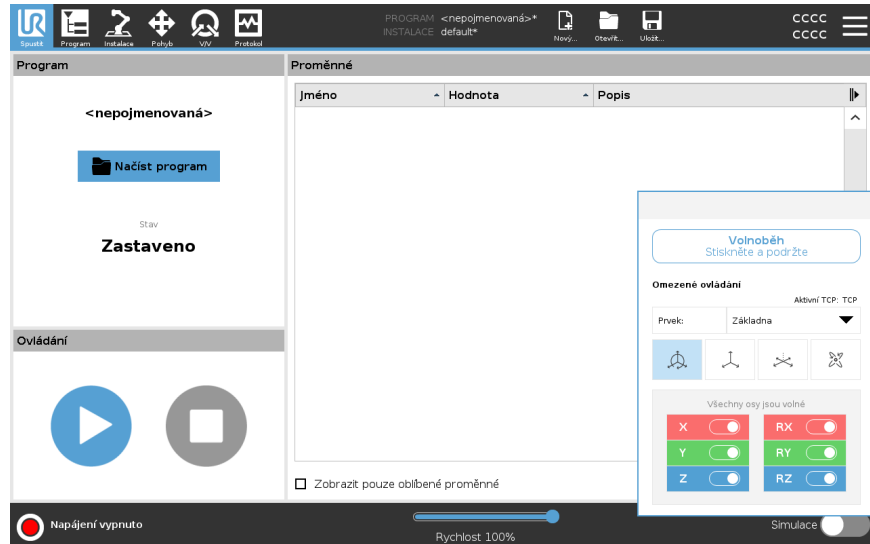 UR
Spustit
Program
Instalace
Pohyb
V/V
Protokol
PROGRAM <nepojmenovaná>*
INSTALACE default*
Nový...
Otevřít...
Uložit...
CCCC
CCCC
Program
<nepojmenovaná>
Načíst program
Stav
Zastaveno
Ovládání
Proměnné
Jméno Hodnota Popis
Zobrazit pouze oblíbené proměnné
Volnoběh
Stiskněte a podržte
Omezené ovládání
Aktivní TCP: TCP
Prvek: Základna
Všechny osy jsou volné
X RX
Y RY
Z RZ
Napájení vypnuto
Rychlost 100%
Simulace